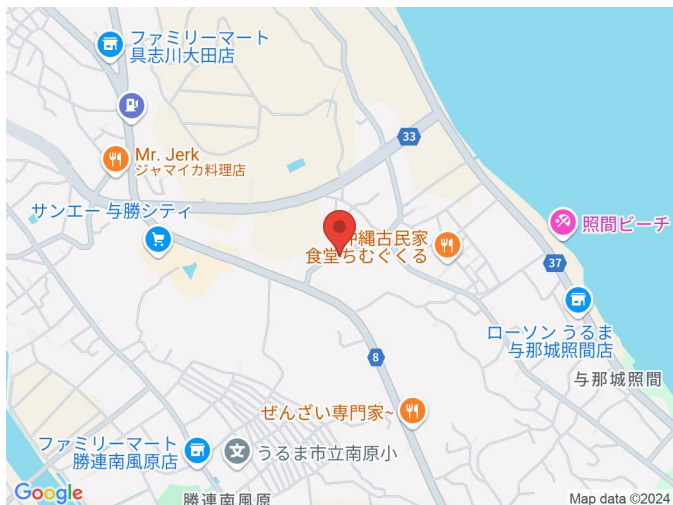 ファミリーマート
具志川大田店
33
Mr. Jerk
ジャマイカ料理店
サンエー 与勝シティ
照間ビーチ
沖縄古民家
食堂ちむぐくる
37
ローソン うるま
与那城照間店
8
与那城照間
ぜんざい専門家~
ファミリーマート
勝連南風原店
うるま市立南原小
勝連南風原
Google
Map data ©2024